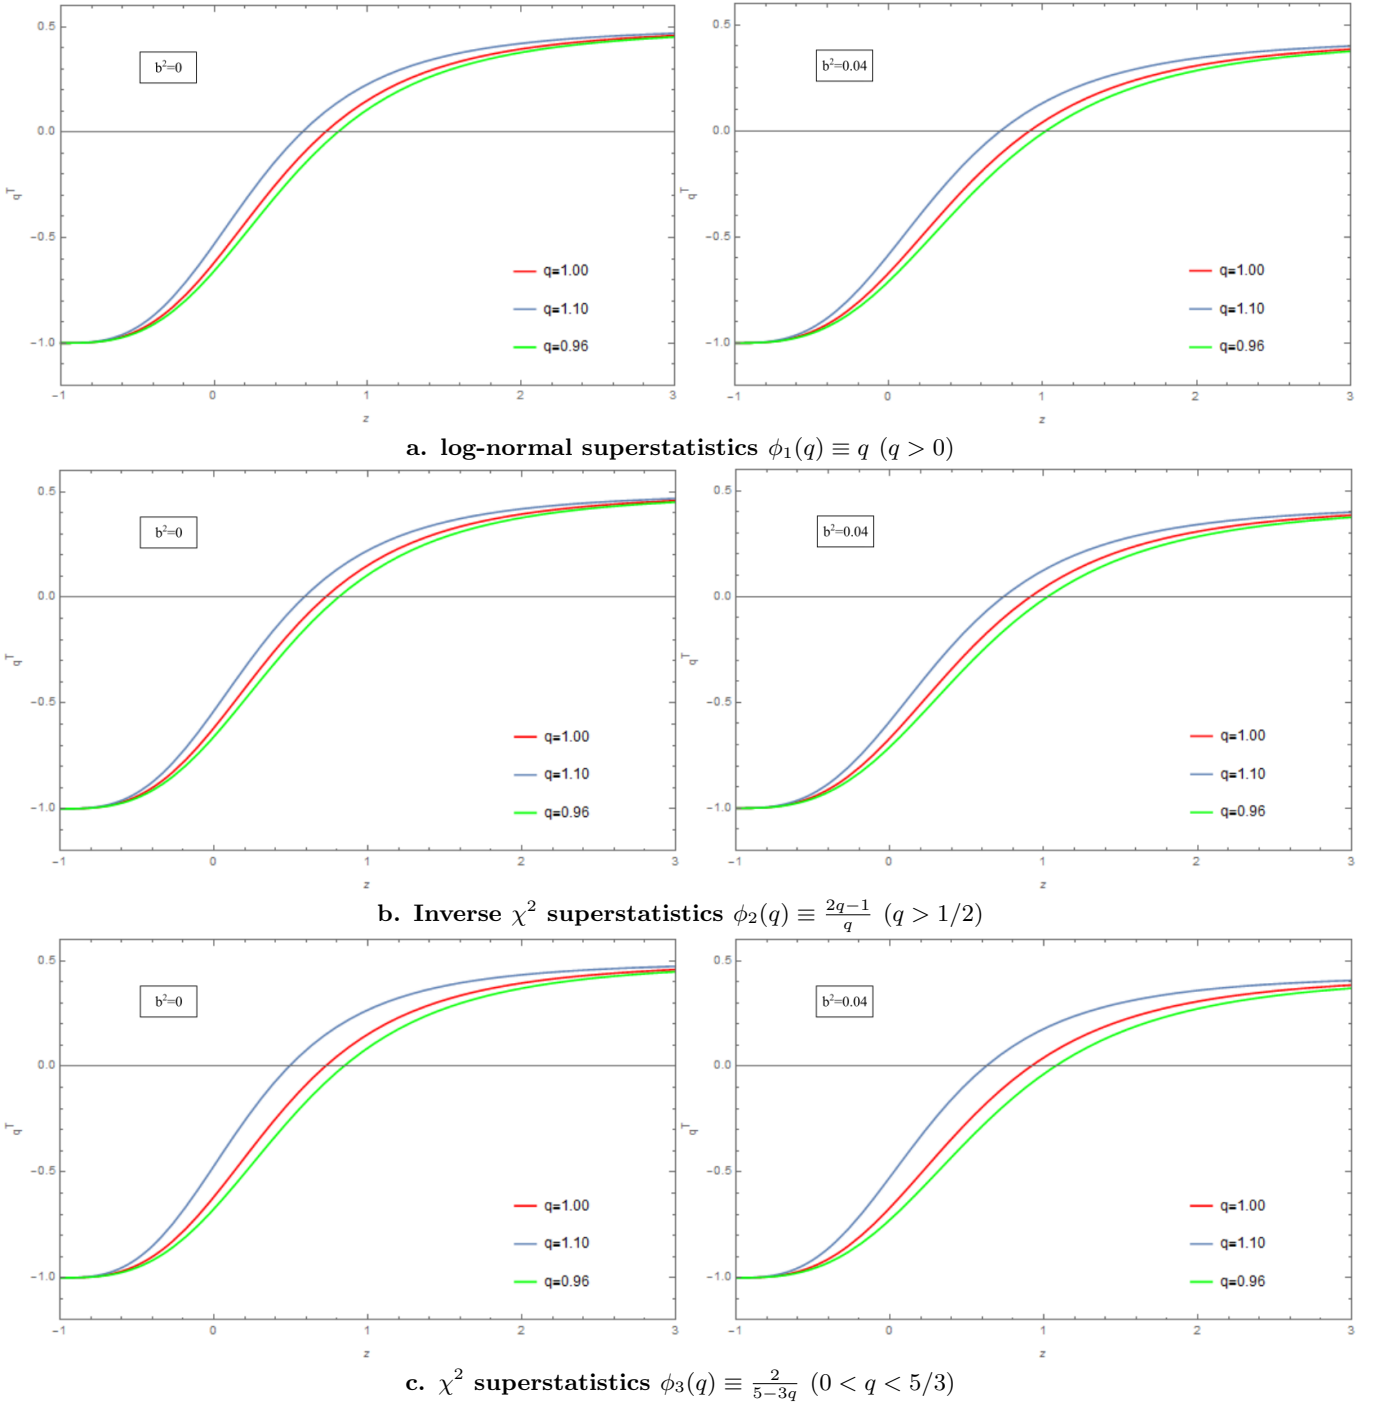 0.5
0.0
−0.5
−1.0
b²=0
q=1.00
q=1.10
q=0.96
−1 0 1 2 3
z
qT
0.5
0.0
−0.5
−1.0
b²=0.04
q=1.00
q=1.10
q=0.96
−1 0 1 2 3
z
qT
a. log-normal superstatistics ϕ₁(q) ≡ q (q > 0)
0.5
0.0
−0.5
−1.0
b²=0
q=1.00
q=1.10
q=0.96
−1 0 1 2 3
z
qT
0.5
0.0
−0.5
−1.0
b²=0.04
q=1.00
q=1.10
q=0.96
−1 0 1 2 3
z
qT
b. Inverse χ² superstatistics ϕ₂(q) ≡ (2q−1)/q (q > 1/2)
0.5
0.0
−0.5
−1.0
b²=0
q=1.00
q=1.10
q=0.96
−1 0 1 2 3
z
qT
0.5
0.0
−0.5
−1.0
b²=0.04
q=1.00
q=1.10
q=0.96
−1 0 1 2 3
z
qT
c. χ² superstatistics ϕ₃(q) ≡ 2/(5−3q) (0 < q < 5/3)